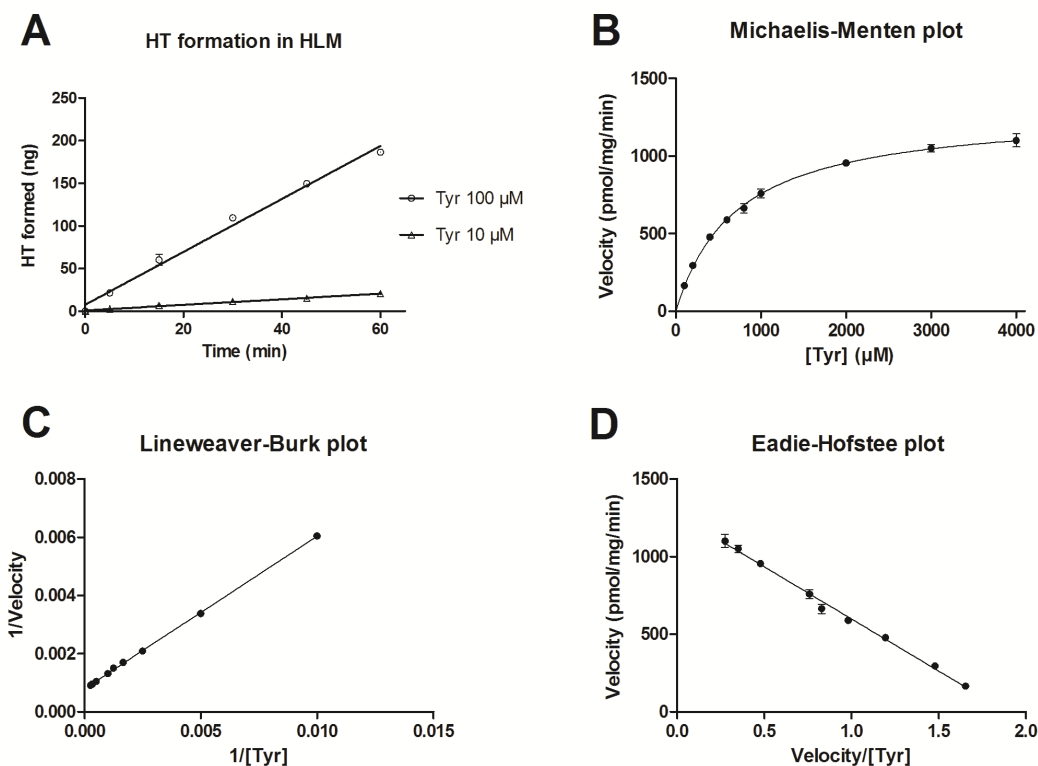 A
HT formation in HLM
250
200
150
100
50
0
HT formed (ng)
0
20
40
60
Time (min)
Tyr 100 µM
Tyr 10 µM
B
Michaelis-Menten plot
1500
1000
500
0
Velocity (pmol/mg/min)
0
1000
2000
3000
4000
[Tyr] (µM)
C
Lineweaver-Burk plot
0.008
0.006
0.004
0.002
0.000
1/Velocity
0.000
0.005
0.010
0.015
1/[Tyr]
D
Eadie-Hofstee plot
1500
1000
500
0
Velocity (pmol/mg/min)
0.0
0.5
1.0
1.5
2.0
Velocity/[Tyr]